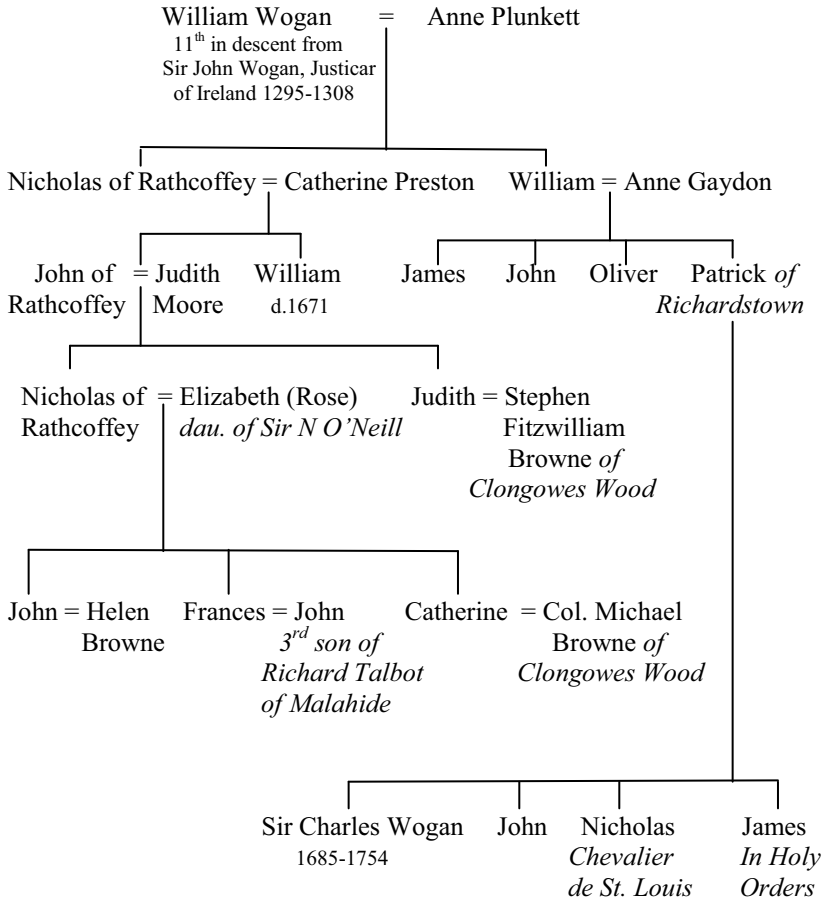 William Wogan = Anne Plunkett
11th in descent from
Sir John Wogan, Justicar
of Ireland 1295-1308
Nicholas of Rathcoffey = Catherine Preston William = Anne Gaydon
John of = Judith William James John Oliver Patrick of
Rathcoffey Moore d.1671 Richardstown
Nicholas of = Elizabeth (Rose) Judith = Stephen
Rathcoffey dau. of Sir N O'Neill Fitzwilliam
Browne of
Clongowes Wood
John = Helen Frances = John Catherine = Col. Michael
Browne 3rd son of Browne of
Richard Talbot Clongowes Wood
of Malahide
Sir Charles Wogan John Nicholas James
1685-1754 Chevalier In Holy
de St. Louis Orders